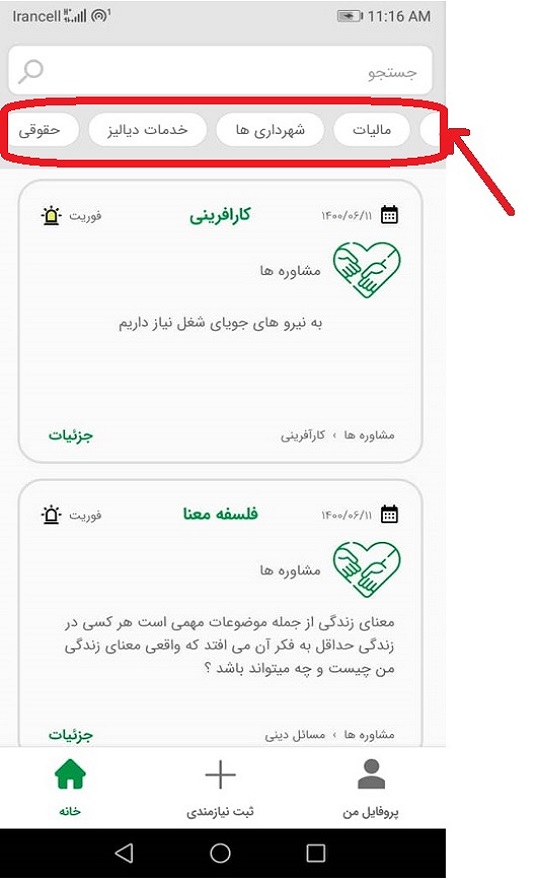 Irancell 11:16 AM
جستجو
مالیات شهرداری ها خدمات دیالیز حقوقی
۱۴۰۰/۰۶/۱۱ کارافرینی فوریت
مشاوره ها
به نیرو های جویای شغل نیاز داریم
مشاوره ها › کارآفرینی جزئیات
۱۴۰۰/۰۶/۱۱ فلسفه معنا فوریت
مشاوره ها
معنای زندگی از جمله موضوعات مهمی است هر کسی در
زندگی حداقل به فکر آن می افتد که واقعی معنای زندگی
من چیست و چه میتواند باشد ؟
مشاوره ها › مسائل دینی جزئیات
پروفایل من ثبت نیازمندی خانه